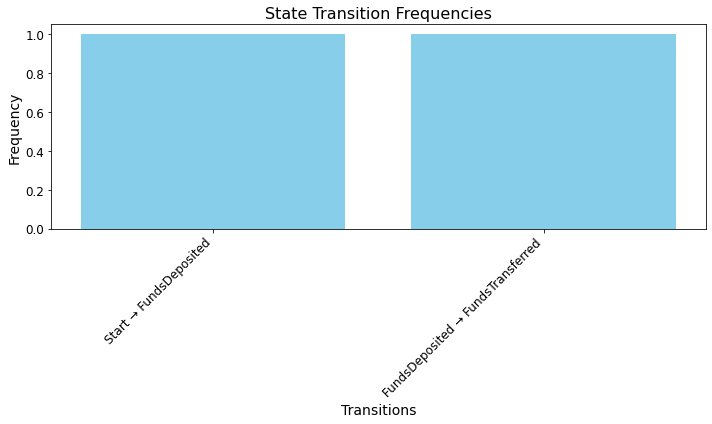 State Transition Frequencies
Frequency
1.0
0.8
0.6
0.4
0.2
0.0
Start → FundsDeposited
FundsDeposited → FundsTransferred
Transitions